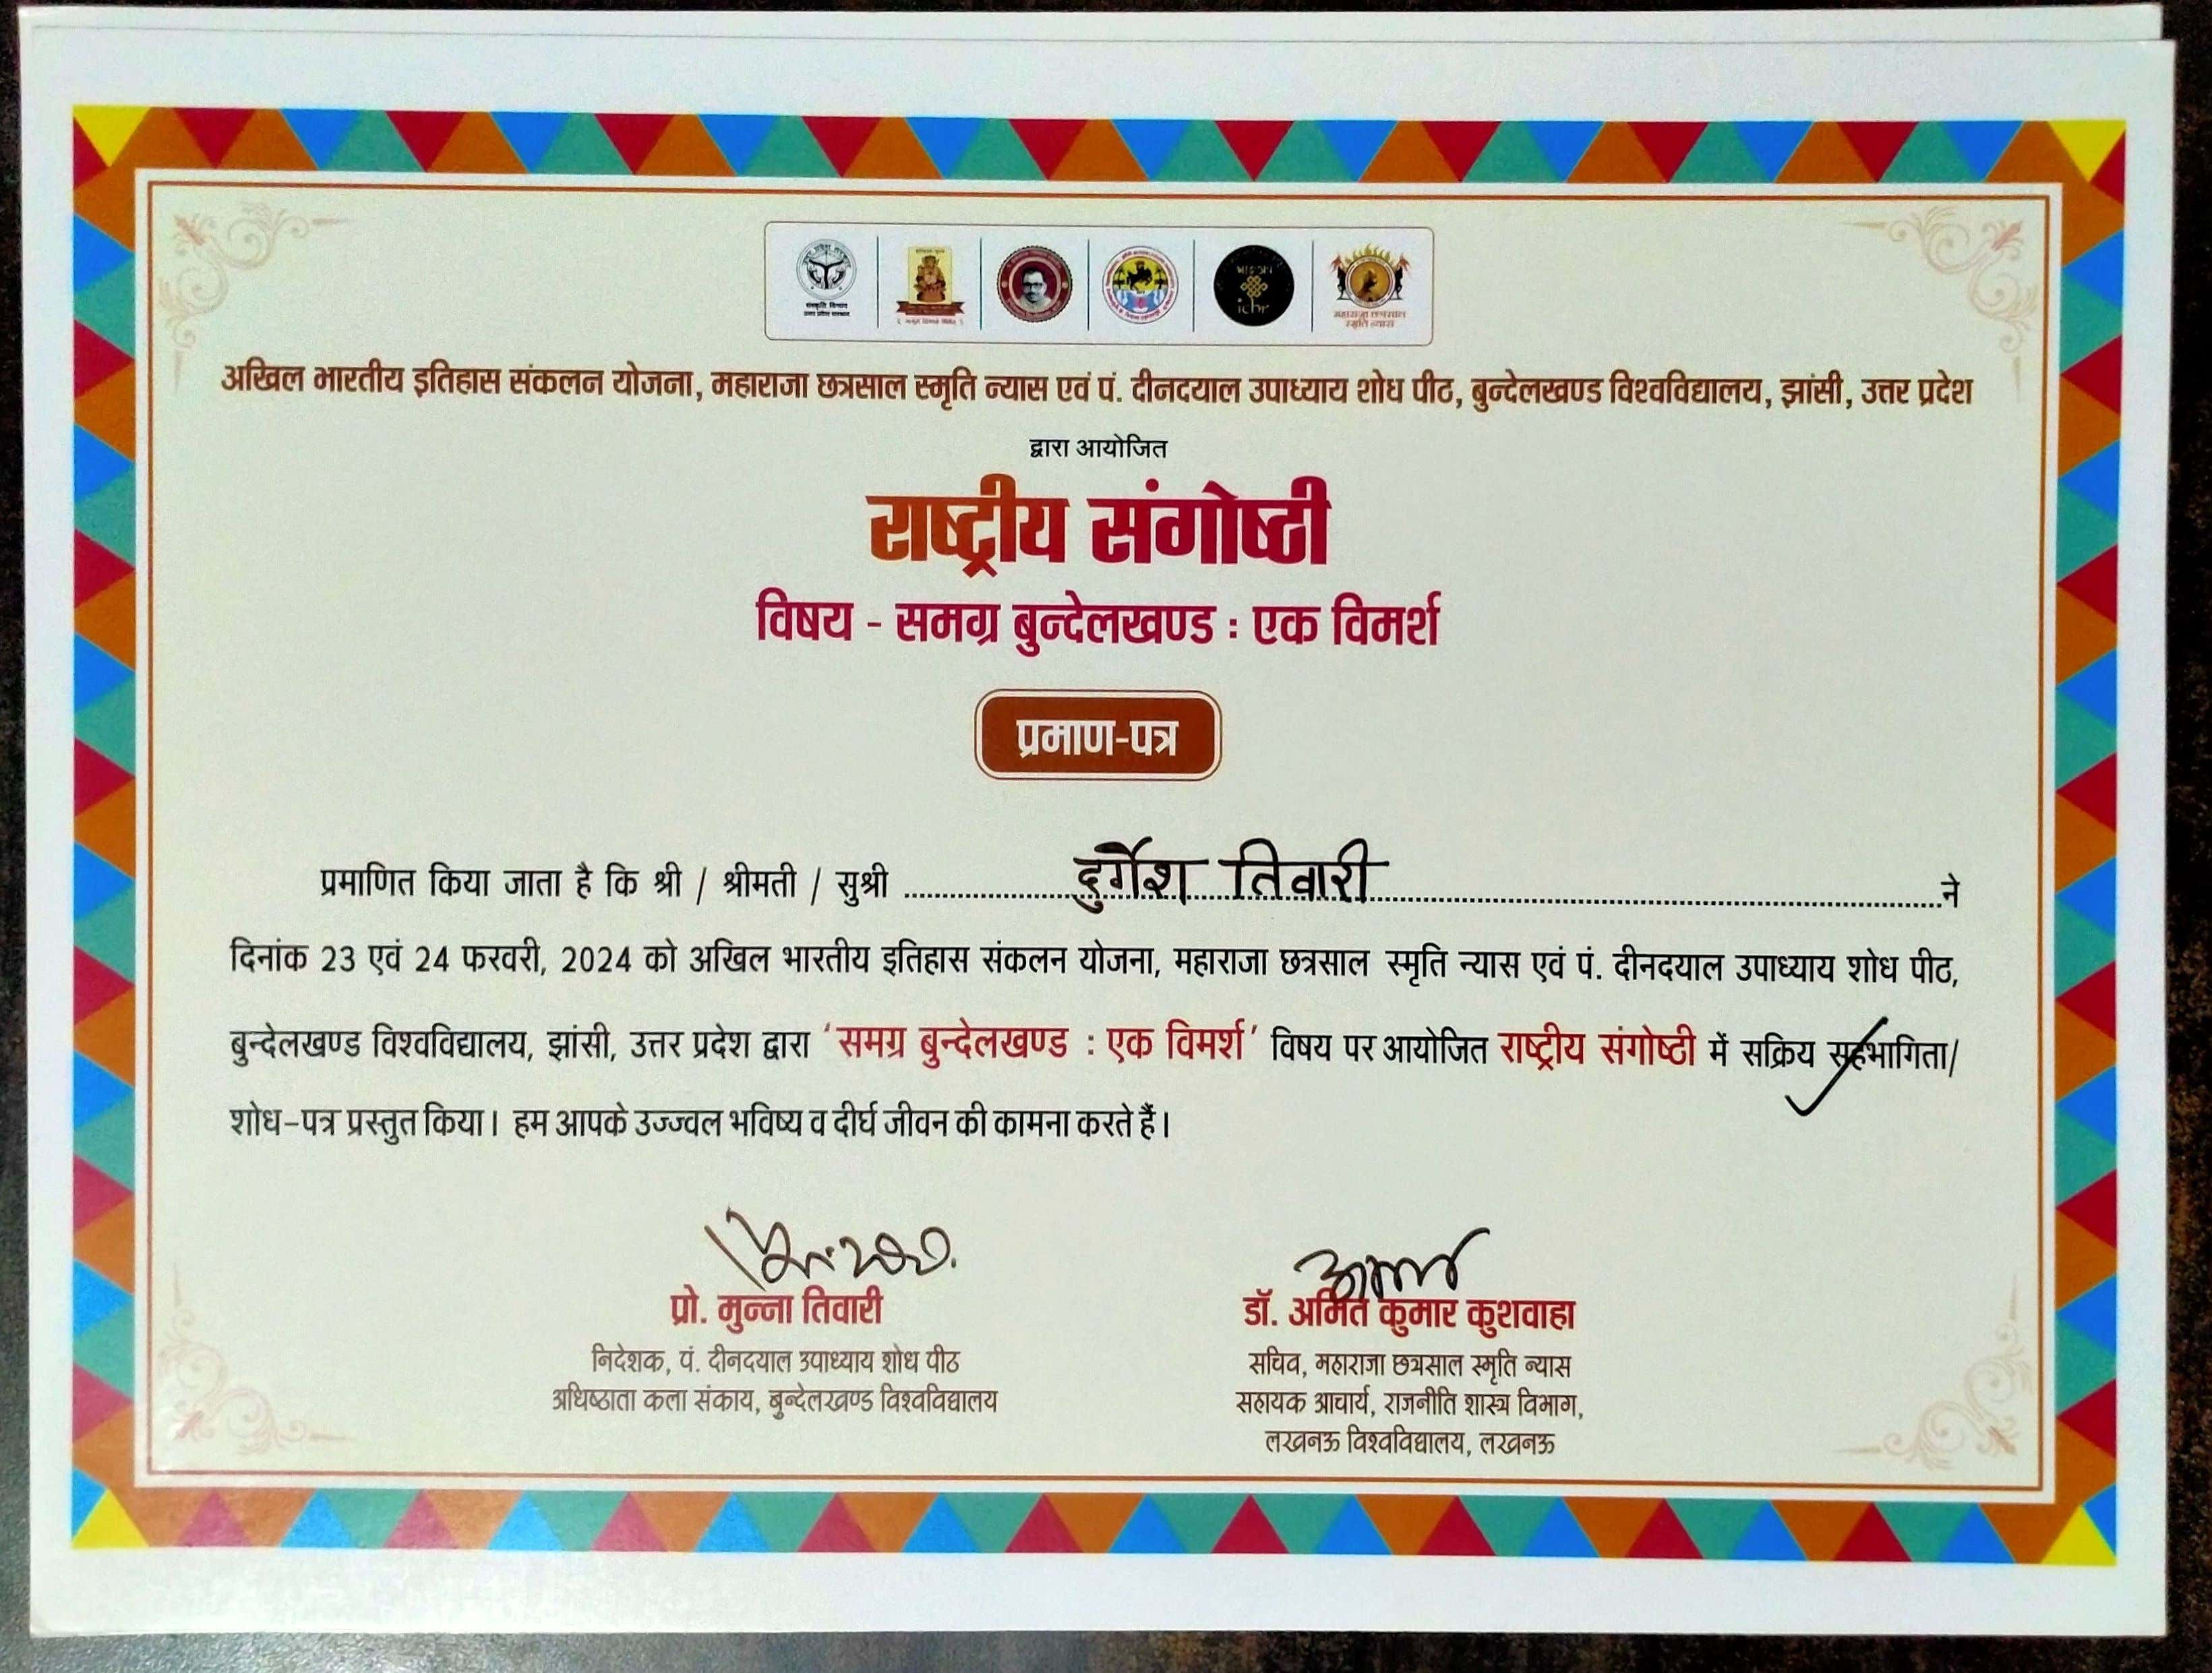 संस्कृति विभाग
ichr
महाराजा छत्रसाल
स्मृति न्यास
अखिल भारतीय इतिहास संकलन योजना, महाराजा छत्रसाल स्मृति न्यास एवं पं. दीनदयाल उपाध्याय शोध पीठ, बुन्देलखण्ड विश्वविद्यालय, झांसी, उत्तर प्रदेश
द्वारा आयोजित
राष्ट्रीय संगोष्ठी
विषय - समग्र बुन्देलखण्ड : एक विमर्श
प्रमाण-पत्र
प्रमाणित किया जाता है कि श्री / श्रीमती / सुश्री दुर्गेश तिवारी ने
दिनांक 23 एवं 24 फरवरी, 2024 को अखिल भारतीय इतिहास संकलन योजना, महाराजा छत्रसाल स्मृति न्यास एवं पं. दीनदयाल उपाध्याय शोध पीठ,
बुन्देलखण्ड विश्वविद्यालय, झांसी, उत्तर प्रदेश द्वारा 'समग्र बुन्देलखण्ड : एक विमर्श' विषय पर आयोजित राष्ट्रीय संगोष्ठी में सक्रिय सहभागिता/
शोध-पत्र प्रस्तुत किया। हम आपके उज्ज्वल भविष्य व दीर्घ जीवन की कामना करते हैं।
प्रो. मुन्ना तिवारी
निदेशक, पं. दीनदयाल उपाध्याय शोध पीठ
अधिष्ठाता कला संकाय, बुन्देलखण्ड विश्वविद्यालय
डॉ. अमित कुमार कुशवाहा
सचिव, महाराजा छत्रसाल स्मृति न्यास
सहायक आचार्य, राजनीति शास्त्र विभाग,
लखनऊ विश्वविद्यालय, लखनऊ